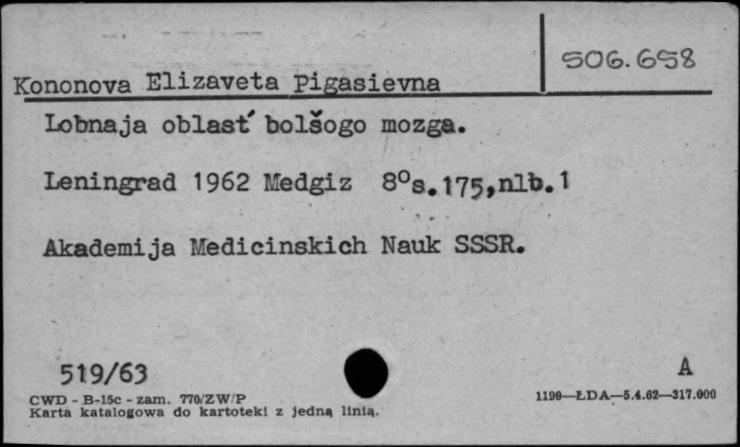 506.658
Kononova Elizaveta Pigasievna
Lobnaja oblast́ bolšogo mozga.
Leningrad 1962 Medgiz 8⁰s.175,nlb.1
Akademija Medicinskich Nauk SSSR.
519/63
A
CWD - B-15c - zam. 770/ZW/P
1199—ŁDA—5.4.62—317.000
Karta katalogowa do kartoteki z jedną linią.